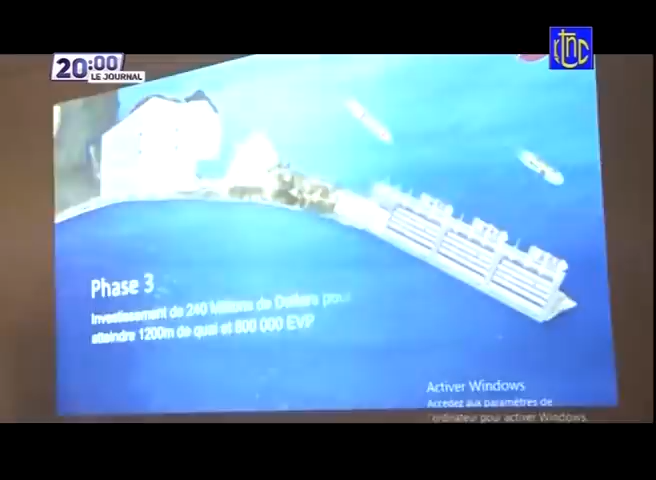 20:00
LE JOURNAL
rtnc
Phase 3
Investissement de 240 Millions de Dollars pour
atteindre 1200m de quai et 800 000 EVP
Activer Windows
Accédez aux paramètres de
l'ordinateur pour activer Windows.